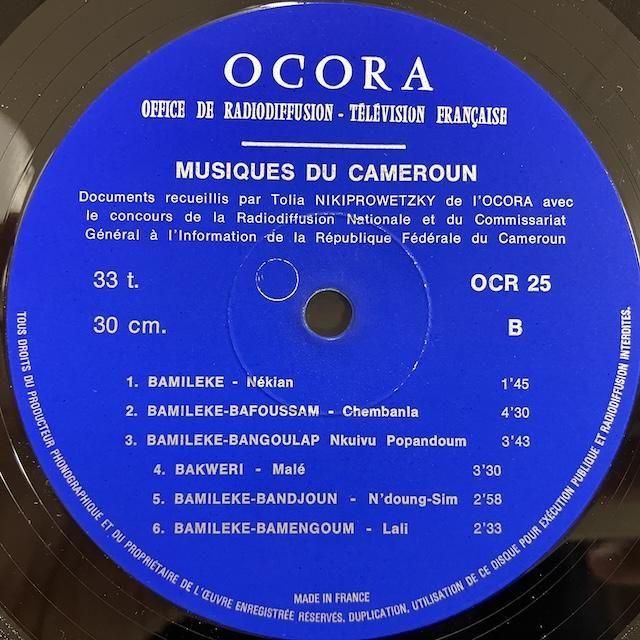 OCORA
OFFICE DE RADIODIFFUSION - TÉLÉVISION FRANÇAISE
MUSIQUES DU CAMEROUN
Documents recueillis par Tolia NIKIPROWETZKY de l'OCORA avec
le concours de la Radiodiffusion Nationale et du Commissariat
Général à l'Information de la République Fédérale du Cameroun
33 t. OCR 25
30 cm. B
1. BAMILEKE - Nékian 1'45
2. BAMILEKE-BAFOUSSAM - Chembania 4'30
3. BAMILEKE-BANGOULAP Nkuivu Popandoum 3'43
4. BAKWERI - Malé 3'30
5. BAMILEKE-BANDJOUN - N'doung-Sim 2'58
6. BAMILEKE-BAMENGOUM - Lali 2'33
MADE IN FRANCE
TOUS DROITS DU PRODUCTEUR PHONOGRAPHIQUE ET DU PROPRIÉTAIRE DE L'ŒUVRE ENREGISTRÉE RÉSERVÉS, DUPLICATION, UTILISATION DE CE DISQUE POUR EXÉCUTION PUBLIQUE ET RADIODIFFUSION INTERDITES.